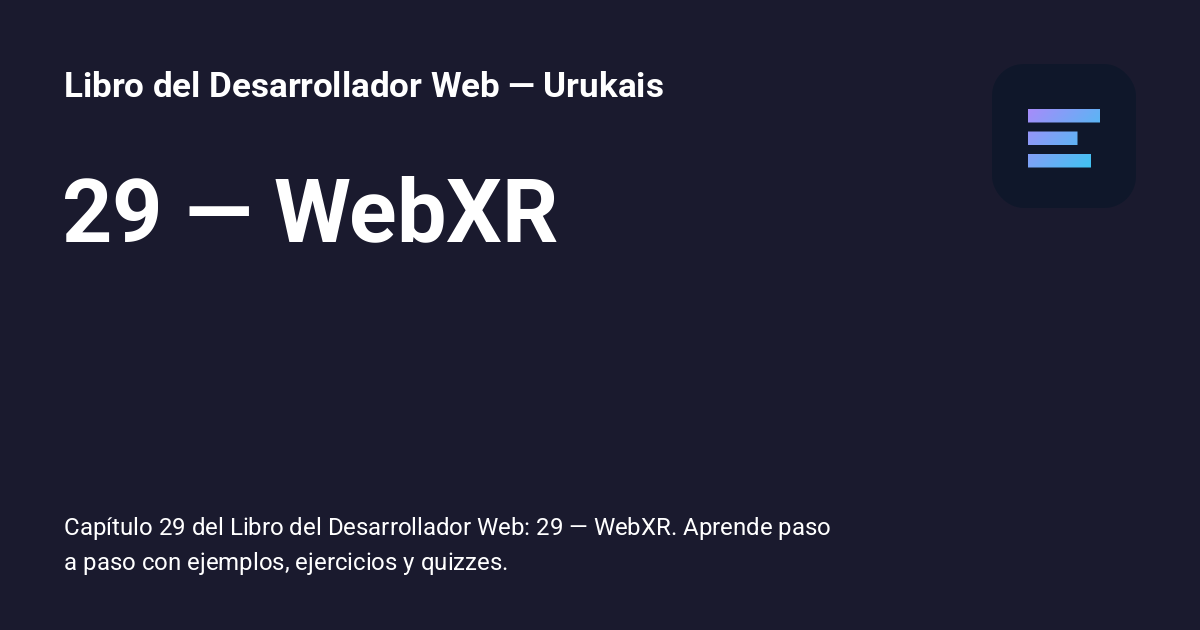 Libro del Desarrollador Web — Urukais
29 — WebXR
Capítulo 29 del Libro del Desarrollador Web: 29 — WebXR. Aprende paso
a paso con ejemplos, ejercicios y quizzes.